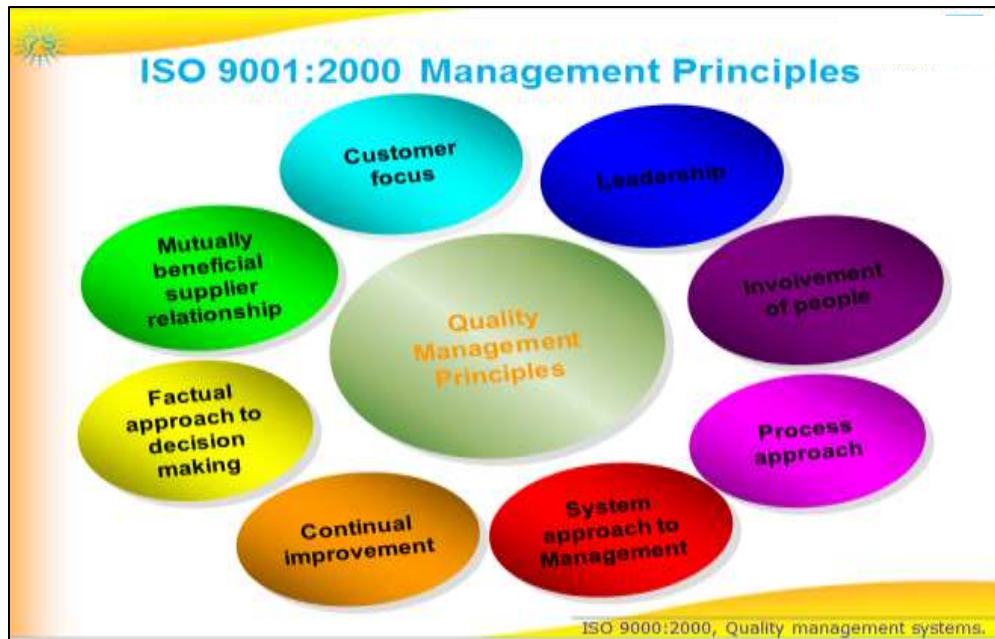 ISO 9001:2000 Management Principles
Customer
focus
Leadership
Involvement
of people
Process
approach
System
approach to
Management
Continual
improvement
Factual
approach to
decision
making
Mutually
beneficial
supplier
relationship
Quality
Management
Principles
ISO 9000:2000, Quality management systems.